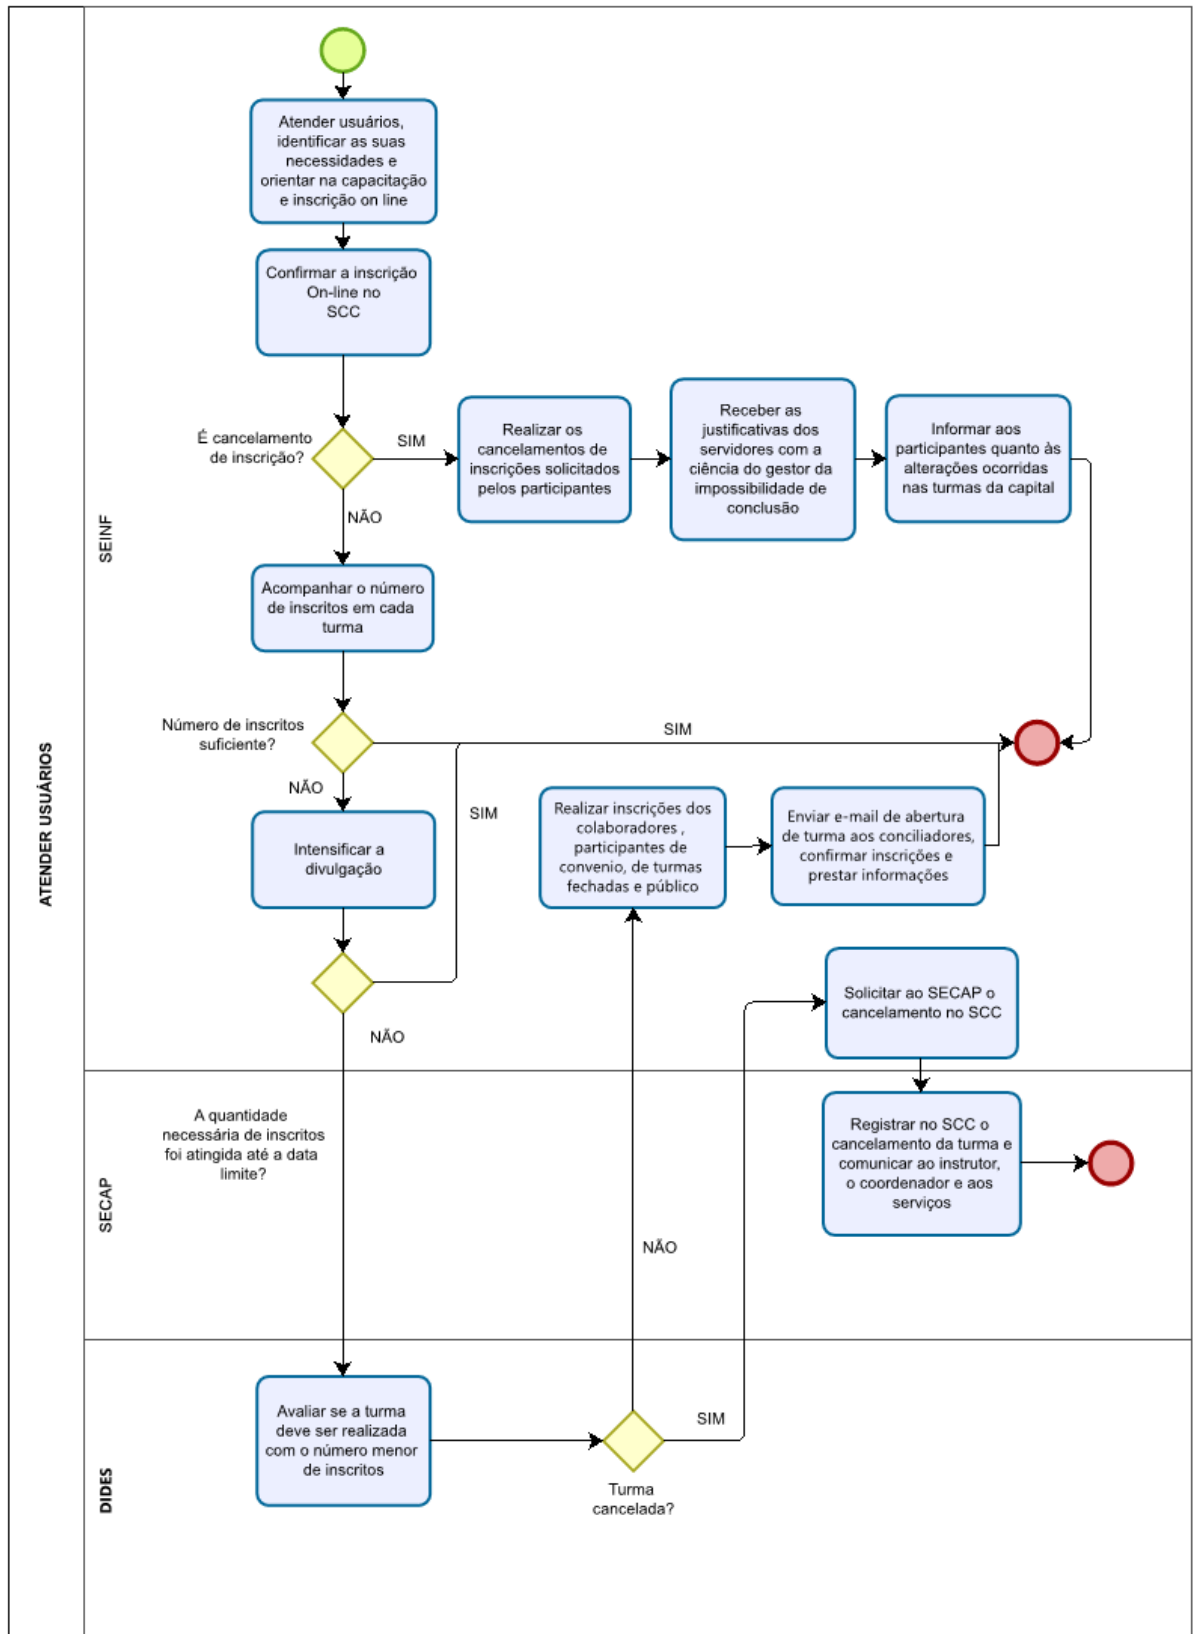 ATENDER USUÁRIOS
SEINF
Atender usuários,
identificar as suas
necessidades e
orientar na capacitação
e inscrição on line
Confirmar a inscrição
On-line no
SCC
É cancelamento
de inscrição?
SIM
Realizar os
cancelamentos de
inscrições solicitados
pelos participantes
Receber as
justificativas dos
servidores com a
ciência do gestor da
impossibilidade de
conclusão
Informar aos
participantes quanto às
alterações ocorridas
nas turmas da capital
NÃO
Acompanhar o número
de inscritos em cada
turma
Número de inscritos
suficiente?
SIM
NÃO
Intensificar a
divulgação
SIM
Realizar inscrições dos
colaboradores ,
participantes de
convenio, de turmas
fechadas e público
Enviar e-mail de abertura
de turma aos conciliadores,
confirmar inscrições e
prestar informações
Solicitar ao SECAP o
cancelamento no SCC
NÃO
SECAP
A quantidade
necessária de inscritos
foi atingida até a data
limite?
Registrar no SCC o
cancelamento da turma e
comunicar ao instrutor,
o coordenador e aos
serviços
NÃO
DIDES
Avaliar se a turma
deve ser realizada
com o número menor
de inscritos
SIM
Turma
cancelada?